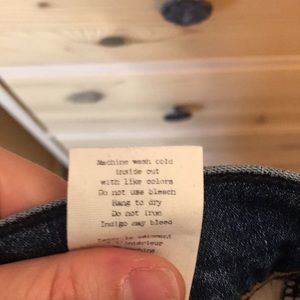 Machine wash cold
inside out
with like colors
Do not use bleach
Hang to dry
Do not iron
Indigo may bleed
l'intérieur